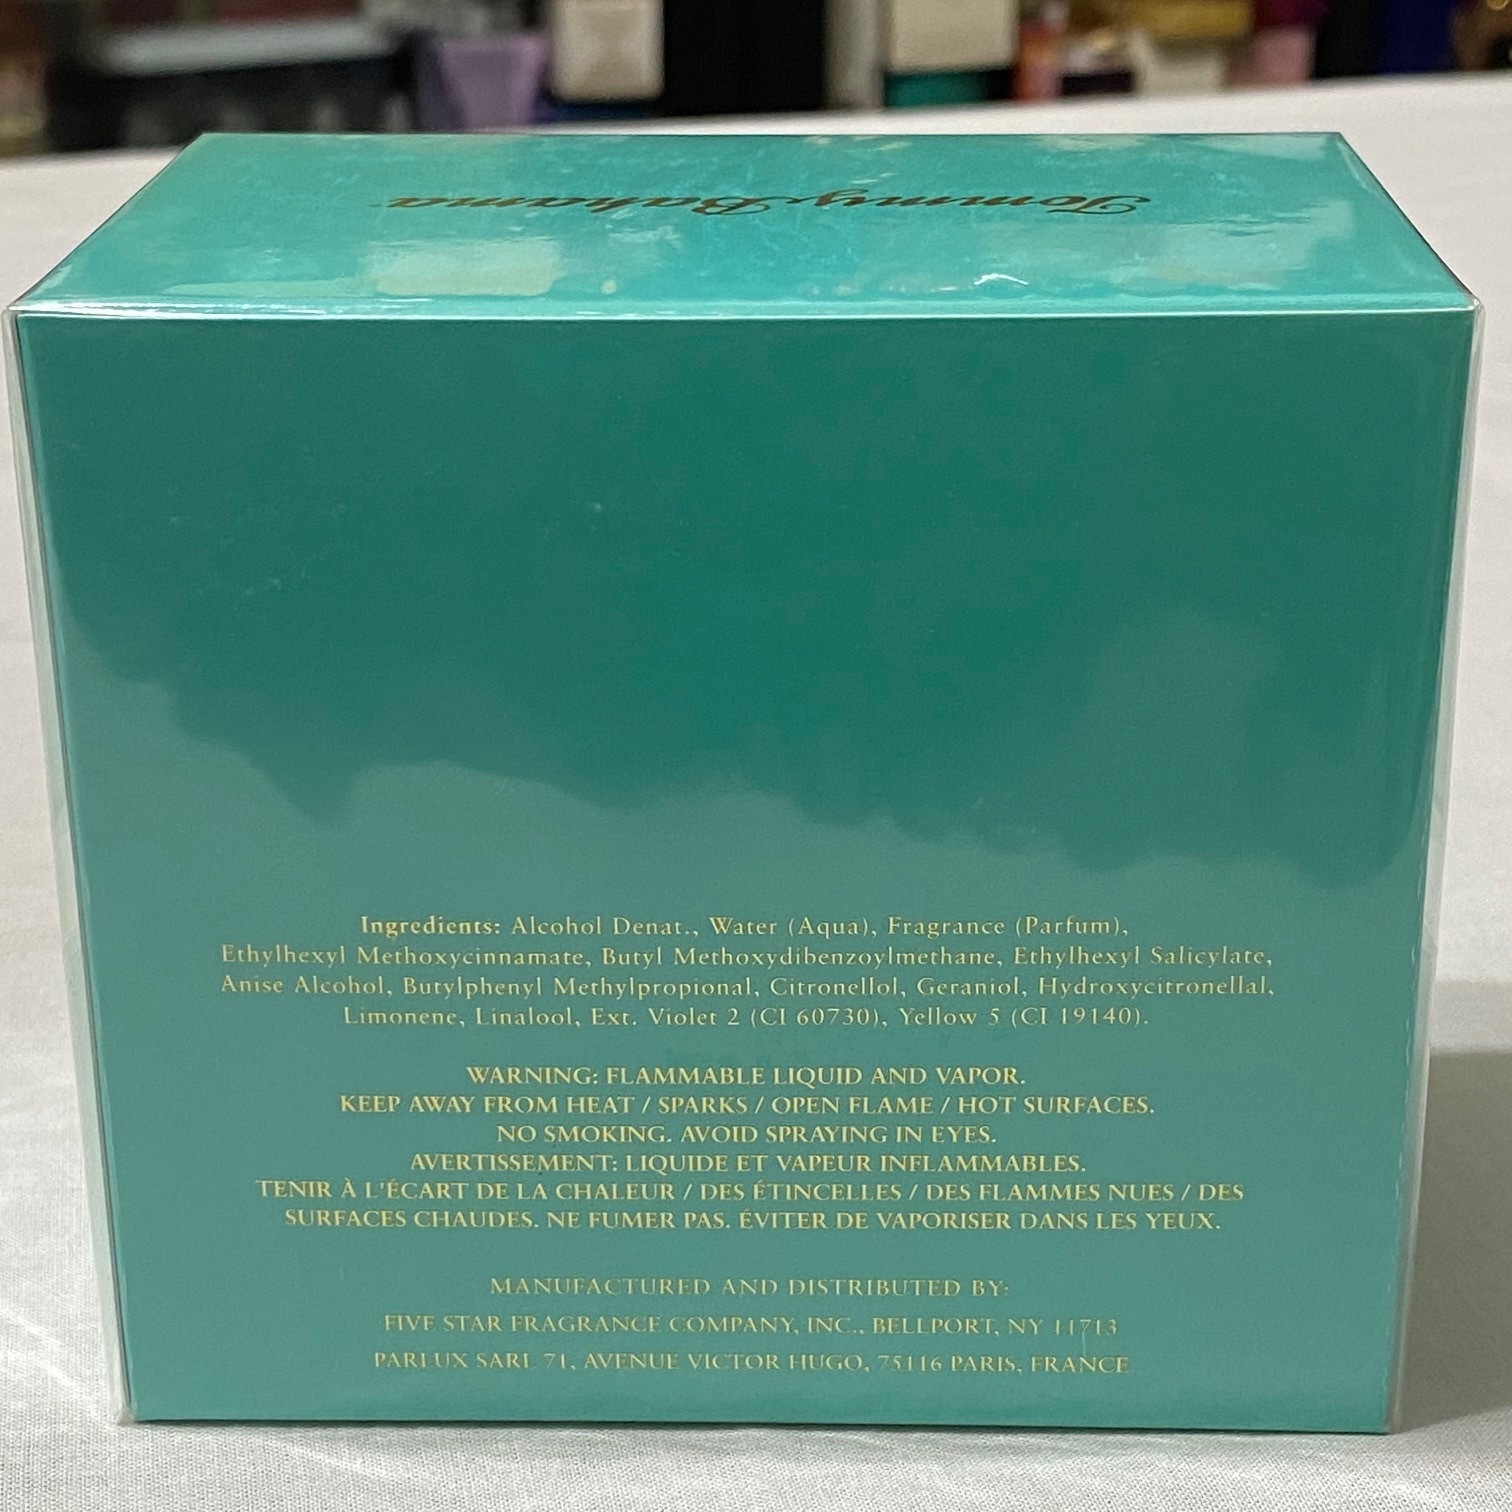 Tommy Bahama
Ingredients: Alcohol Denat., Water (Aqua), Fragrance (Parfum),
Ethylhexyl Methoxycinnamate, Butyl Methoxydibenzoylmethane, Ethylhexyl Salicylate,
Anise Alcohol, Butylphenyl Methylpropional, Citronellol, Geraniol, Hydroxycitronellal,
Limonene, Linalool, Ext. Violet 2 (CI 60730), Yellow 5 (CI 19140).
WARNING: FLAMMABLE LIQUID AND VAPOR.
KEEP AWAY FROM HEAT / SPARKS / OPEN FLAME / HOT SURFACES.
NO SMOKING. AVOID SPRAYING IN EYES.
AVERTISSEMENT: LIQUIDE ET VAPEUR INFLAMMABLES.
TENIR À L'ÉCART DE LA CHALEUR / DES ÉTINCELLES / DES FLAMMES NUES / DES
SURFACES CHAUDES. NE FUMER PAS. ÉVITER DE VAPORISER DANS LES YEUX.
MANUFACTURED AND DISTRIBUTED BY:
FIVE STAR FRAGRANCE COMPANY, INC., BELLPORT, NY 11713
PARLUX SARL 71, AVENUE VICTOR HUGO, 75116 PARIS, FRANCE